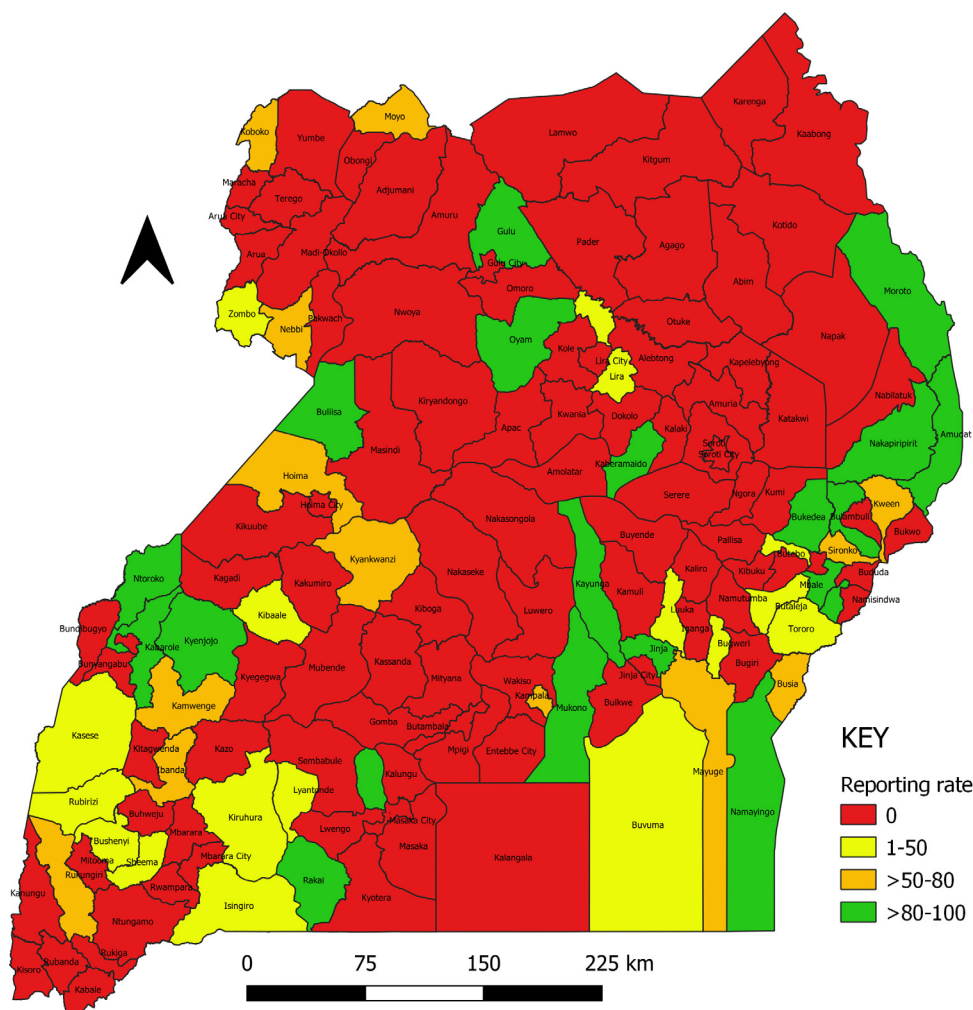 Karenga
Kaabong
Moyo
Koboko
Yumbe
Lamwo
Kitgum
Obongi
Maracha
Adjumani
Terego
Arua City
Amuru
Kotido
Gulu
Pader
Agago
Arua
Madi-Okollo
Gulu City
Abim
Moroto
Omoro
Zombo
Nebbi
Pakwach
Nwoya
Otuke
Napak
Oyam
Kole
Lira City
Alebtong
Kapelebyong
Lira
Nabilatuk
Buliisa
Kiryandongo
Kwania
Dokolo
Amuria
Katakwi
Apac
Kalaki
Amudat
Masindi
Soroti
Soroti City
Nakapiripirit
Kaberamaido
Amolatar
Hoima
Serere
Ngora
Kumi
Kween
Hoima City
Bukedea
Bulambuli
Bukwo
Kikuube
Nakasongola
Buyende
Pallisa
Sironko
Kyankwanzi
Butebo
Nakaseke
Kayunga
Kaliro
Kibuku
Bududa
Ntoroko
Kagadi
Kakumiro
Kamuli
Mbale
Namisindwa
Kiboga
Luwero
Luuka
Namutumba
Butaleja
Bundibugyo
Kibaale
Iganga
Tororo
Kabarole
Kyenjojo
Bugweri
Bunyangabu
Mubende
Kassanda
Jinja
Bugiri
Kyegegwa
Mityana
Wakiso
Jinja City
Busia
Kamwenge
Kampala
Buikwe
Mukono
Gomba
Butambala
Kasese
Kitagwenda
Kazo
Mpigi
Entebbe City
Ibanda
Sembabule
Kalungu
Mayuge
Rubirizi
Kiruhura
Lyantonde
Namayingo
Buhweju
Masaka City
Buvuma
Mbarara
Lwengo
Bushenyi
Masaka
Mitooma
Sheema
Mbarara City
Kalangala
Rukungiri
Rakai
Kanungu
Rwampara
Kyotera
Isingiro
Ntungamo
Rukiga
Rubanda
Kisoro
Kabale
KEY
Reporting rate
0
1-50
>50-80
>80-100
0 75 150 225 km